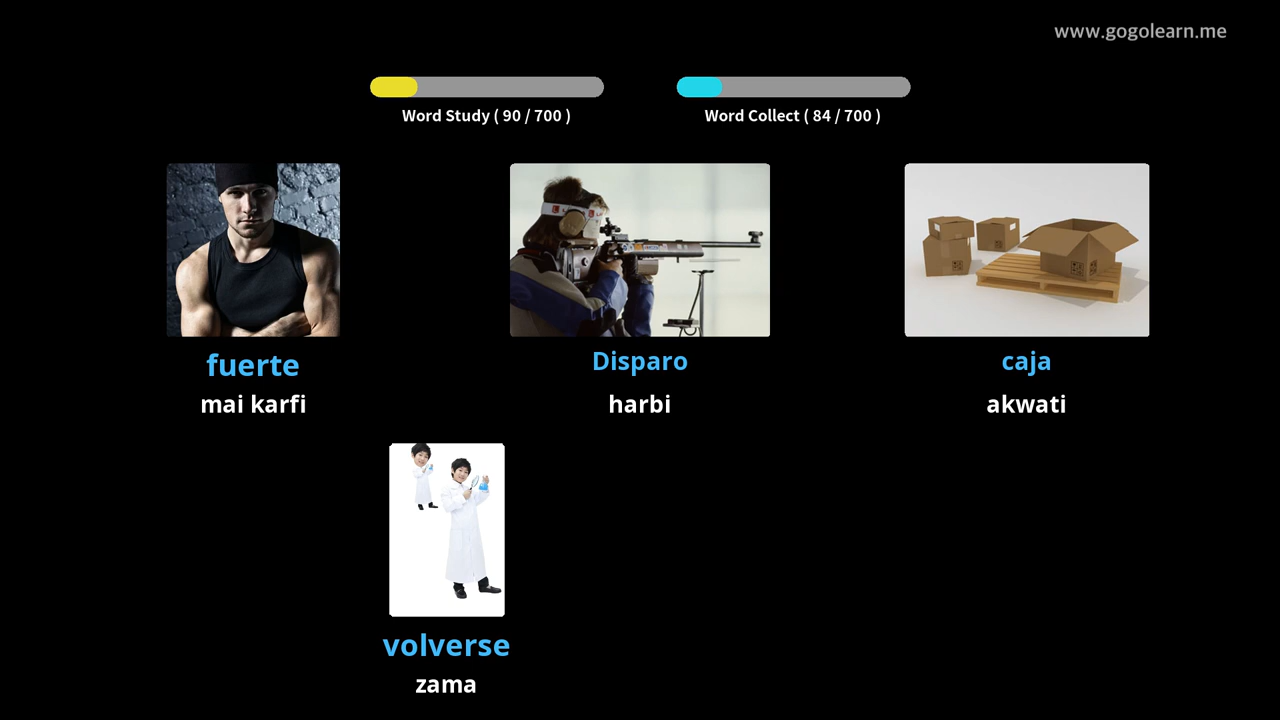 www.gogolearn.me
Word Study ( 90 / 700 )
Word Collect ( 84 / 700 )
fuerte
mai karfi
Disparo
harbi
caja
akwati
volverse
zama